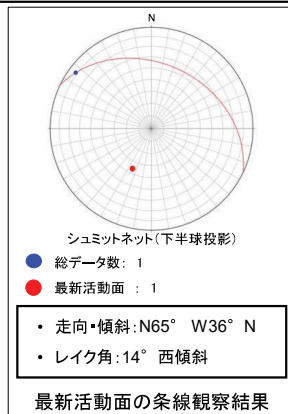 N
シュミットネット(下半球投影)
総データ数: 1
最新活動面 : 1
・ 走向・傾斜:N65° W36° N
・ レイク角:14° 西傾斜
最新活動面の条線観察結果